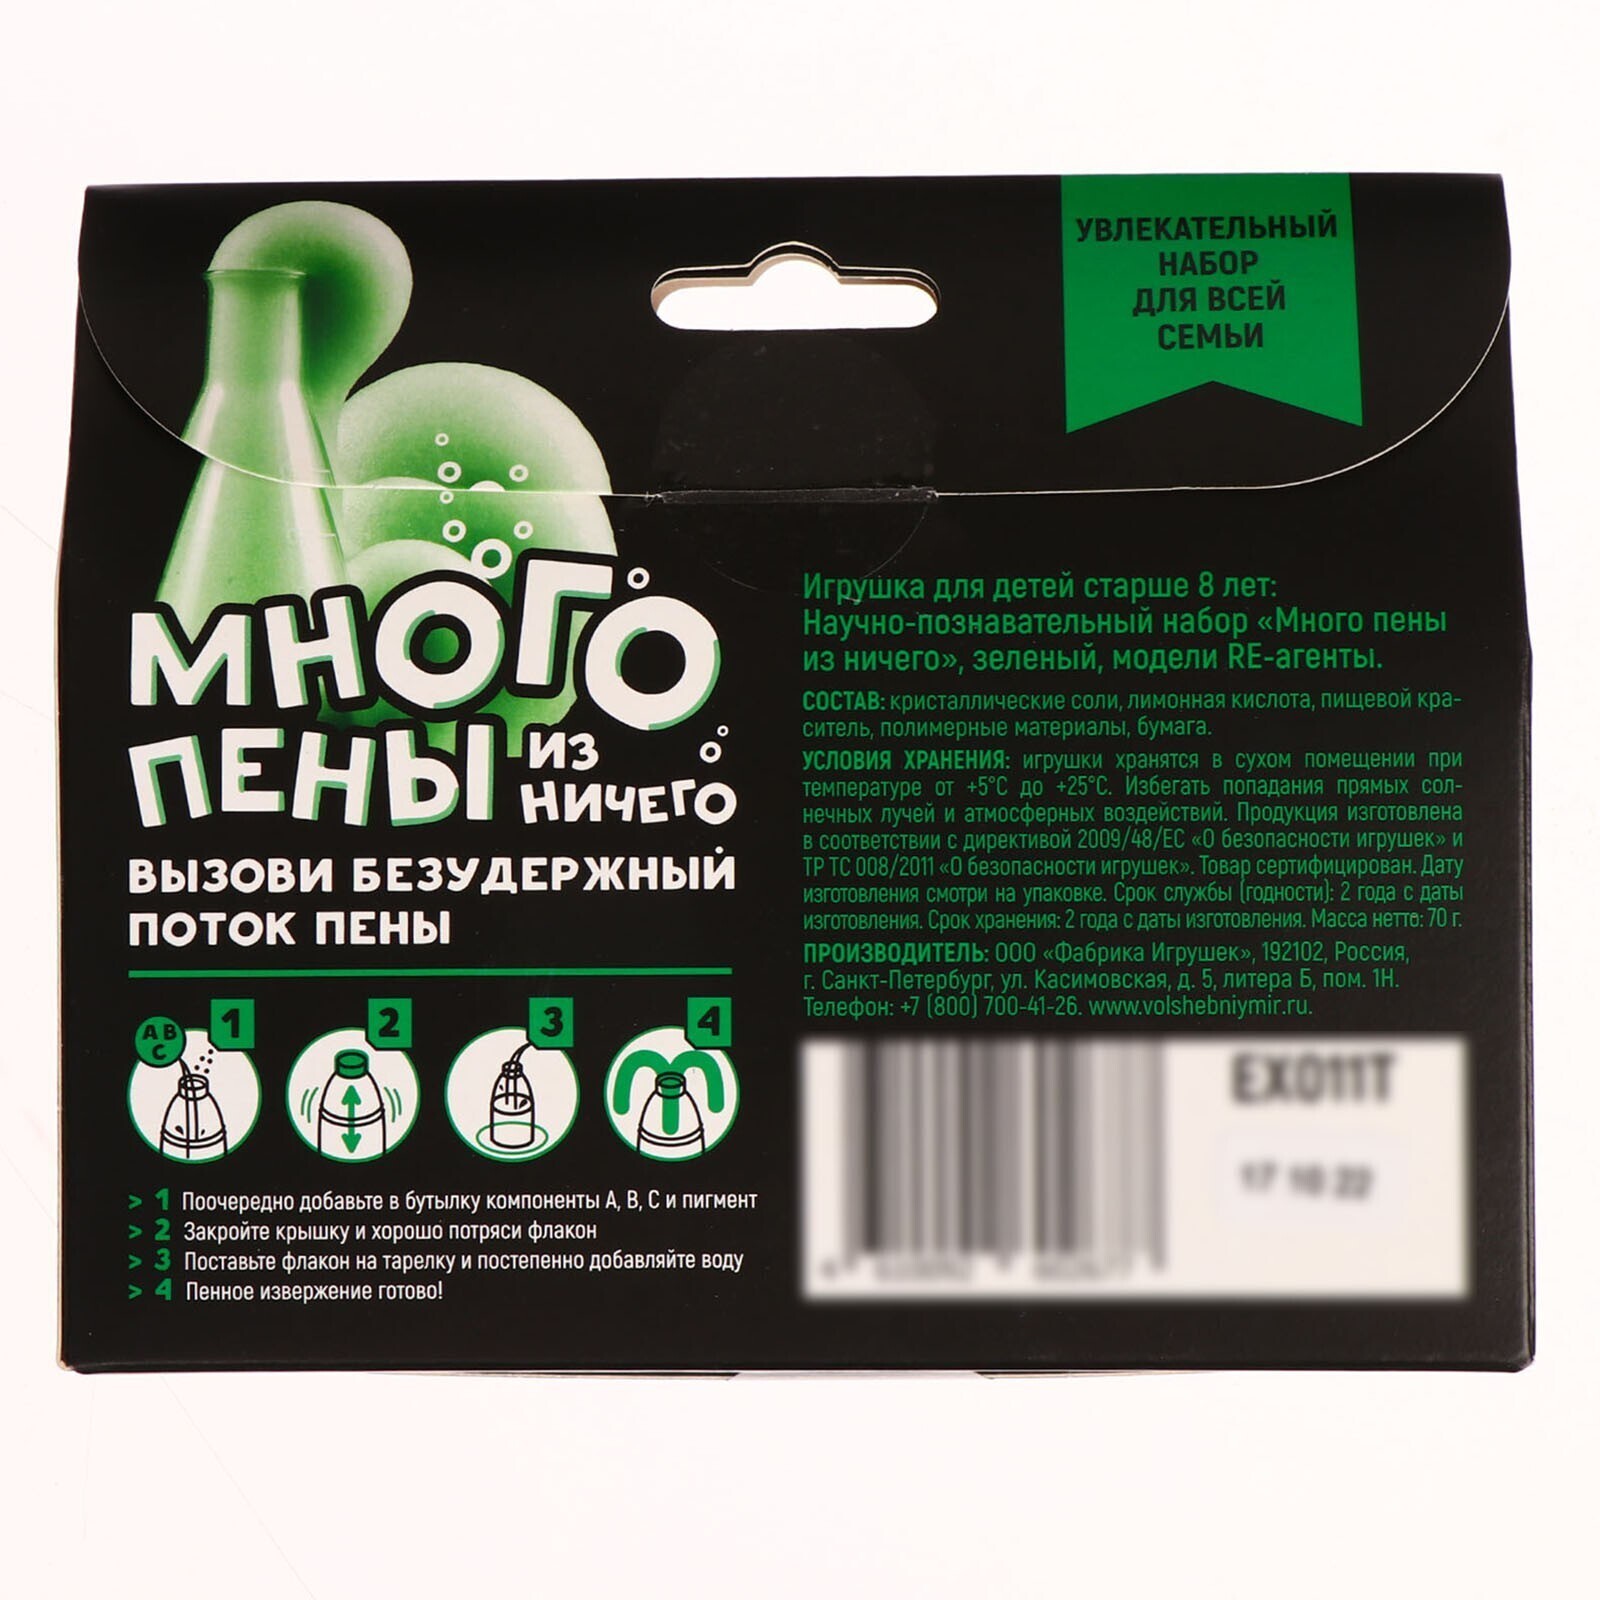 УВЛЕКАТЕЛЬНЫЙ
НАБОР
ДЛЯ ВСЕЙ
СЕМЬИ
МНОГО
ПЕНЫ ИЗ
НИЧЕГО
ВЫЗОВИ БЕЗУДЕРЖНЫЙ
ПОТОК ПЕНЫ
A B
C
1
2
3
4
> 1 Поочередно добавьте в бутылку компоненты А, В, С и пигмент
> 2 Закройте крышку и хорошо потряси флакон
> 3 Поставьте флакон на тарелку и постепенно добавляйте воду
> 4 Пенное извержение готово!
Игрушка для детей старше 8 лет:
Научно-познавательный набор «Много пены
из ничего», зеленый, модели RE-агенты.
СОСТАВ: кристаллические соли, лимонная кислота, пищевой кра-
ситель, полимерные материалы, бумага.
УСЛОВИЯ ХРАНЕНИЯ: игрушки хранятся в сухом помещении при
температуре от +5°С до +25°С. Избегать попадания прямых сол-
нечных лучей и атмосферных воздействий. Продукция изготовлена
в соответствии с директивой 2009/48/ЕС «О безопасности игрушек» и
ТР ТС 008/2011 «О безопасности игрушек». Товар сертифицирован. Дату
изготовления смотри на упаковке. Срок службы (годности): 2 года с даты
изготовления. Срок хранения: 2 года с даты изготовления. Масса нетто: 70 г.
ПРОИЗВОДИТЕЛЬ: ООО «Фабрика Игрушек», 192102, Россия,
г. Санкт-Петербург, ул. Касимовская, д. 5, литера Б, пом. 1Н.
Телефон: +7 (800) 700-41-26. www.volshebniymir.ru.
EX011T
17 10 22